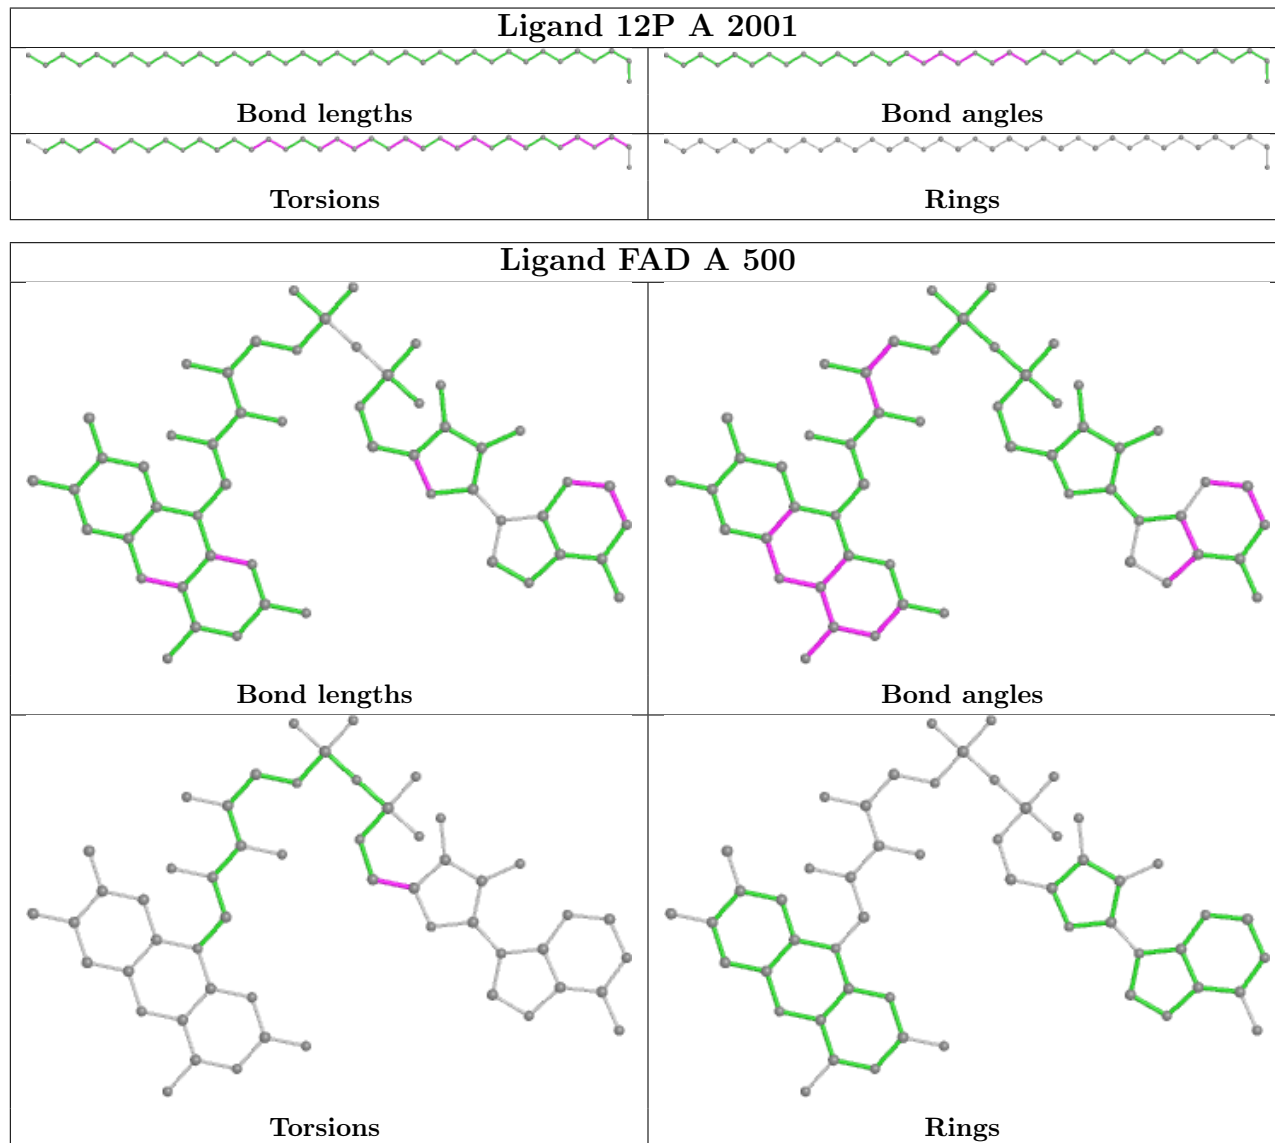 Ligand 12P A 2001
Bond lengths
Bond angles
Torsions
Rings
Ligand FAD A 500
Bond lengths
Bond angles
Torsions
Rings